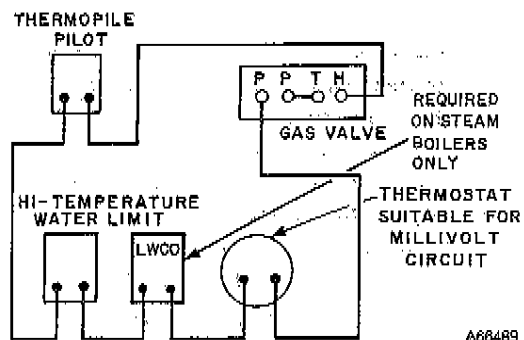 THERMOPILE
PILOT
P P T H
GAS VALVE
REQUIRED
ON STEAM
BOILERS
ONLY
HI-TEMPERATURE
WATER LIMIT
LWCO
THERMOSTAT
SUITABLE FOR
MILLIVOLT
CIRCUIT
A66489